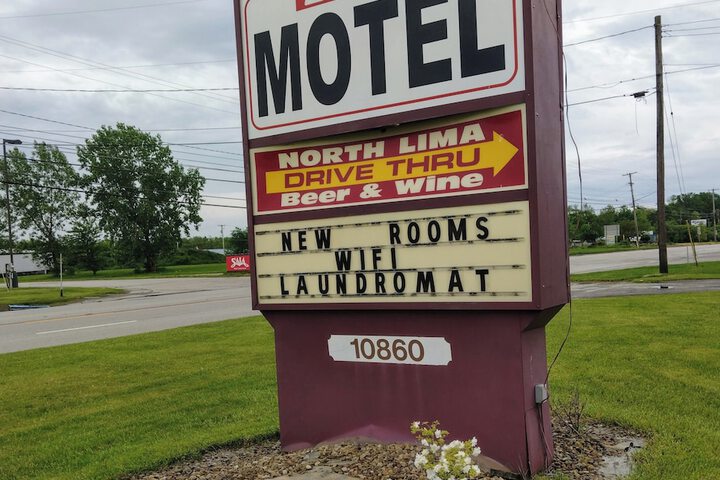 MOTEL
NORTH LIMA
DRIVE THRU
Beer & Wine
NEW ROOMS
WIFI
LAUNDROMAT
10860